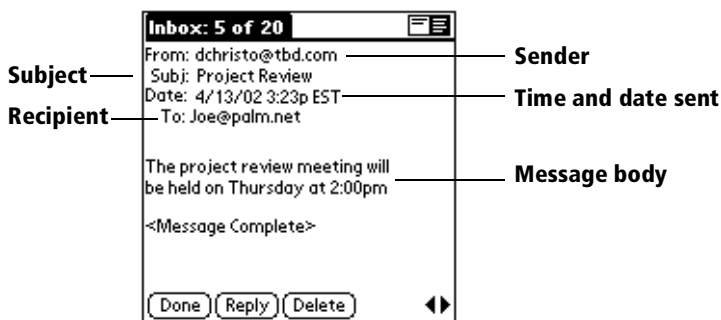 Inbox: 5 of 20
From: dchristo@tbd.com
Sender
Subject
Subj: Project Review
Date: 4/13/02 3:23p EST
Time and date sent
Recipient
To: Joe@palm.net
The project review meeting will
be held on Thursday at 2:00pm
Message body
<Message Complete>
Done Reply Delete